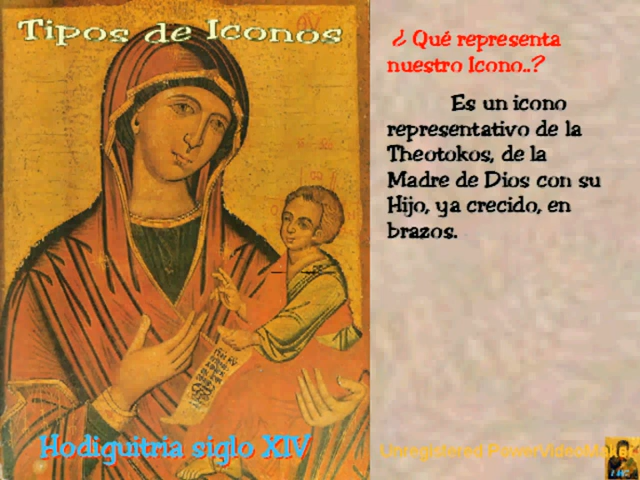 Tipos de Iconos
¿ Qué representa
nuestro Icono..?
Es un icono
representativo de la
Theotokos, de la
Madre de Dios con su
Hijo, ya crecido, en
brazos.
Hodiguitria siglo XIV
Unregistered PowerVideoMaker